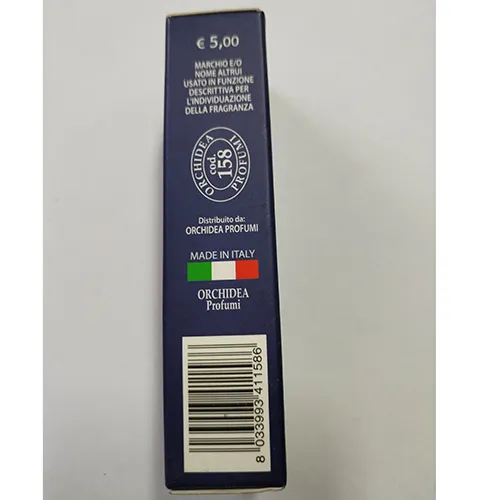 € 5,00
MARCHIO E/O
NOME ALTRUI
USATO IN FUNZIONE
DESCRITTIVA PER
L'INDIVIDUAZIONE
DELLA FRAGRANZA
ORCHIDEA
cod.
158
PROFUMI
Distribuito da:
ORCHIDEA PROFUMI
MADE IN ITALY
ORCHIDEA
Profumi
8 033993 411586